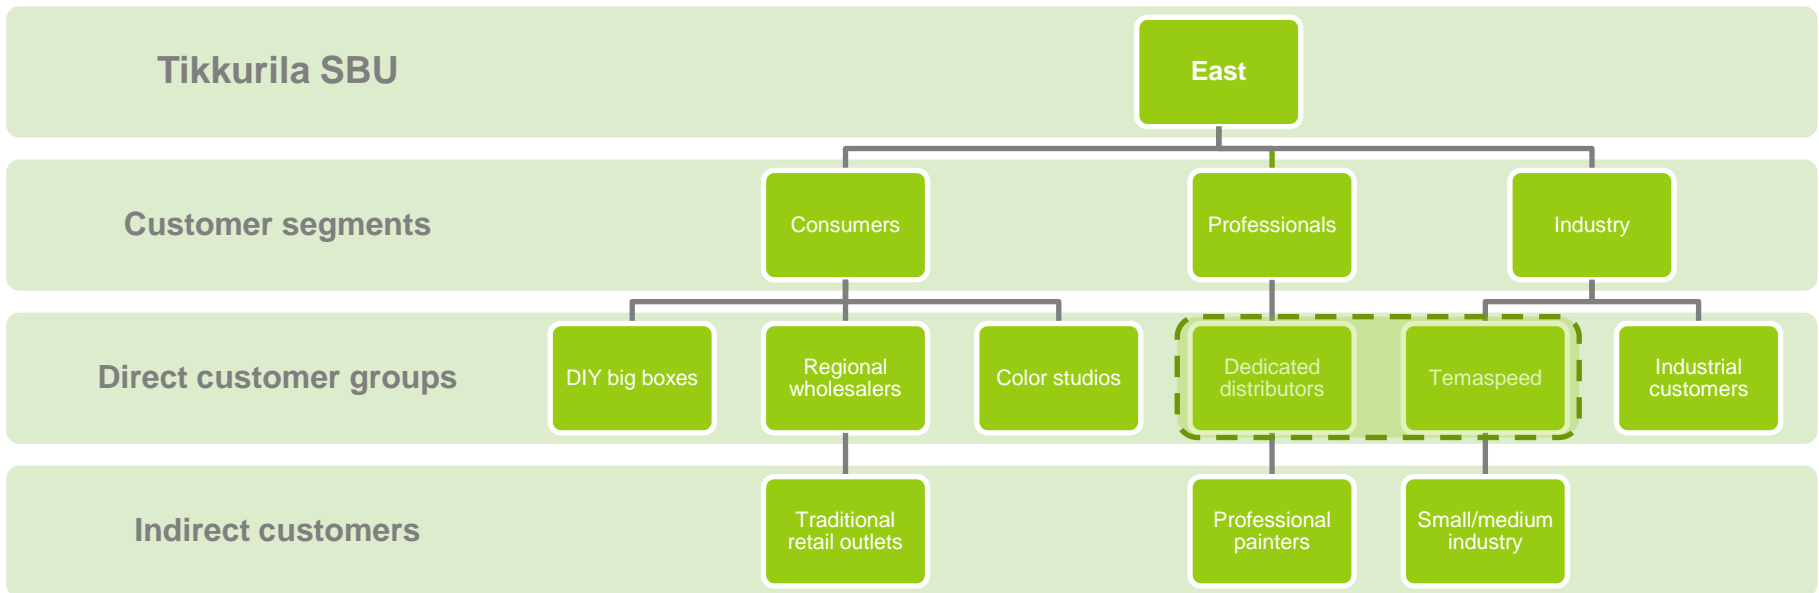 Tikkurila SBU
East
Customer segments
Consumers
Professionals
Industry
Direct customer groups
DIY big boxes
Regional
wholesalers
Color studios
Dedicated
distributors
Temaspeed
Industrial
customers
Indirect customers
Traditional
retail outlets
Professional
painters
Small/medium
industry